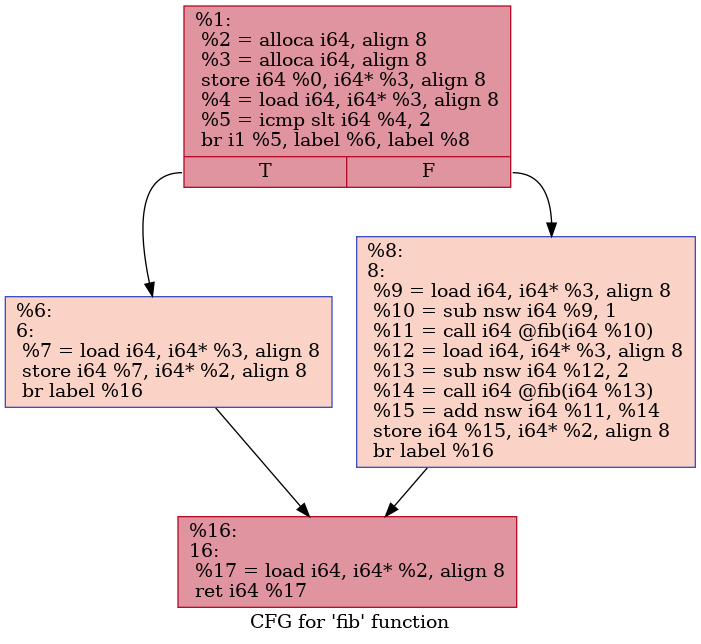 %1:
%2 = alloca i64, align 8
%3 = alloca i64, align 8
store i64 %0, i64* %3, align 8
%4 = load i64, i64* %3, align 8
%5 = icmp slt i64 %4, 2
br i1 %5, label %6, label %8
T F
%6:
6:
%7 = load i64, i64* %3, align 8
store i64 %7, i64* %2, align 8
br label %16
%8:
8:
%9 = load i64, i64* %3, align 8
%10 = sub nsw i64 %9, 1
%11 = call i64 @fib(i64 %10)
%12 = load i64, i64* %3, align 8
%13 = sub nsw i64 %12, 2
%14 = call i64 @fib(i64 %13)
%15 = add nsw i64 %11, %14
store i64 %15, i64* %2, align 8
br label %16
%16:
16:
%17 = load i64, i64* %2, align 8
ret i64 %17
CFG for 'fib' function